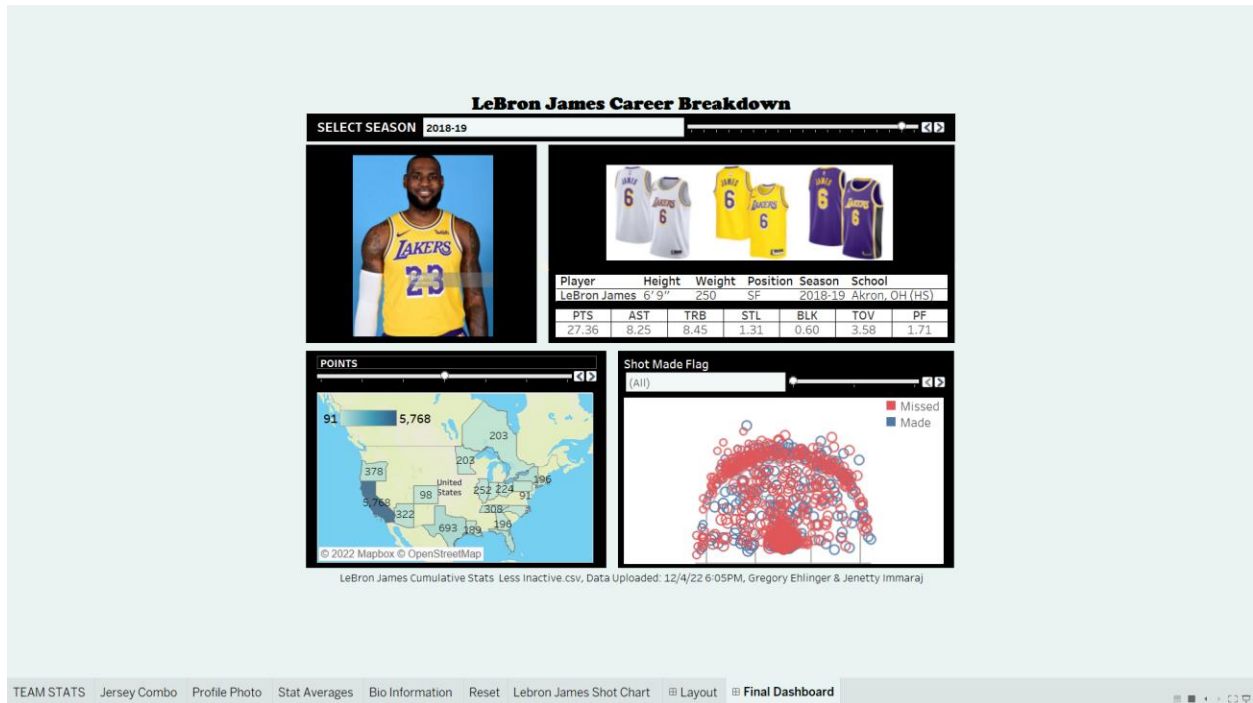 LeBron James Career Breakdown
SELECT SEASON 2018-19
LAKERS
23
JAMES 6 LAKERS 6 JAMES 6 LAKERS 6 JAMES 6 LAKERS 6
Player Height Weight Position Season School
LeBron James 6'9" 250 SF 2018-19 Akron, OH (HS)
PTS AST TRB STL BLK TOV PF
27.36 8.25 8.45 1.31 0.60 3.58 1.71
POINTS
91 5,768
203
378 203
United
States
98 252 224 196
5,768 91
322 308
693 189 196
© 2022 Mapbox © OpenStreetMap
Shot Made Flag
(All)
Missed
Made
LeBron James Cumulative Stats Less Inactive.csv, Data Uploaded: 12/4/22 6:05PM, Gregory Ehlinger & Jenetty Immaraj
TEAM STATS Jersey Combo Profile Photo Stat Averages Bio Information Reset Lebron James Shot Chart Layout Final Dashboard